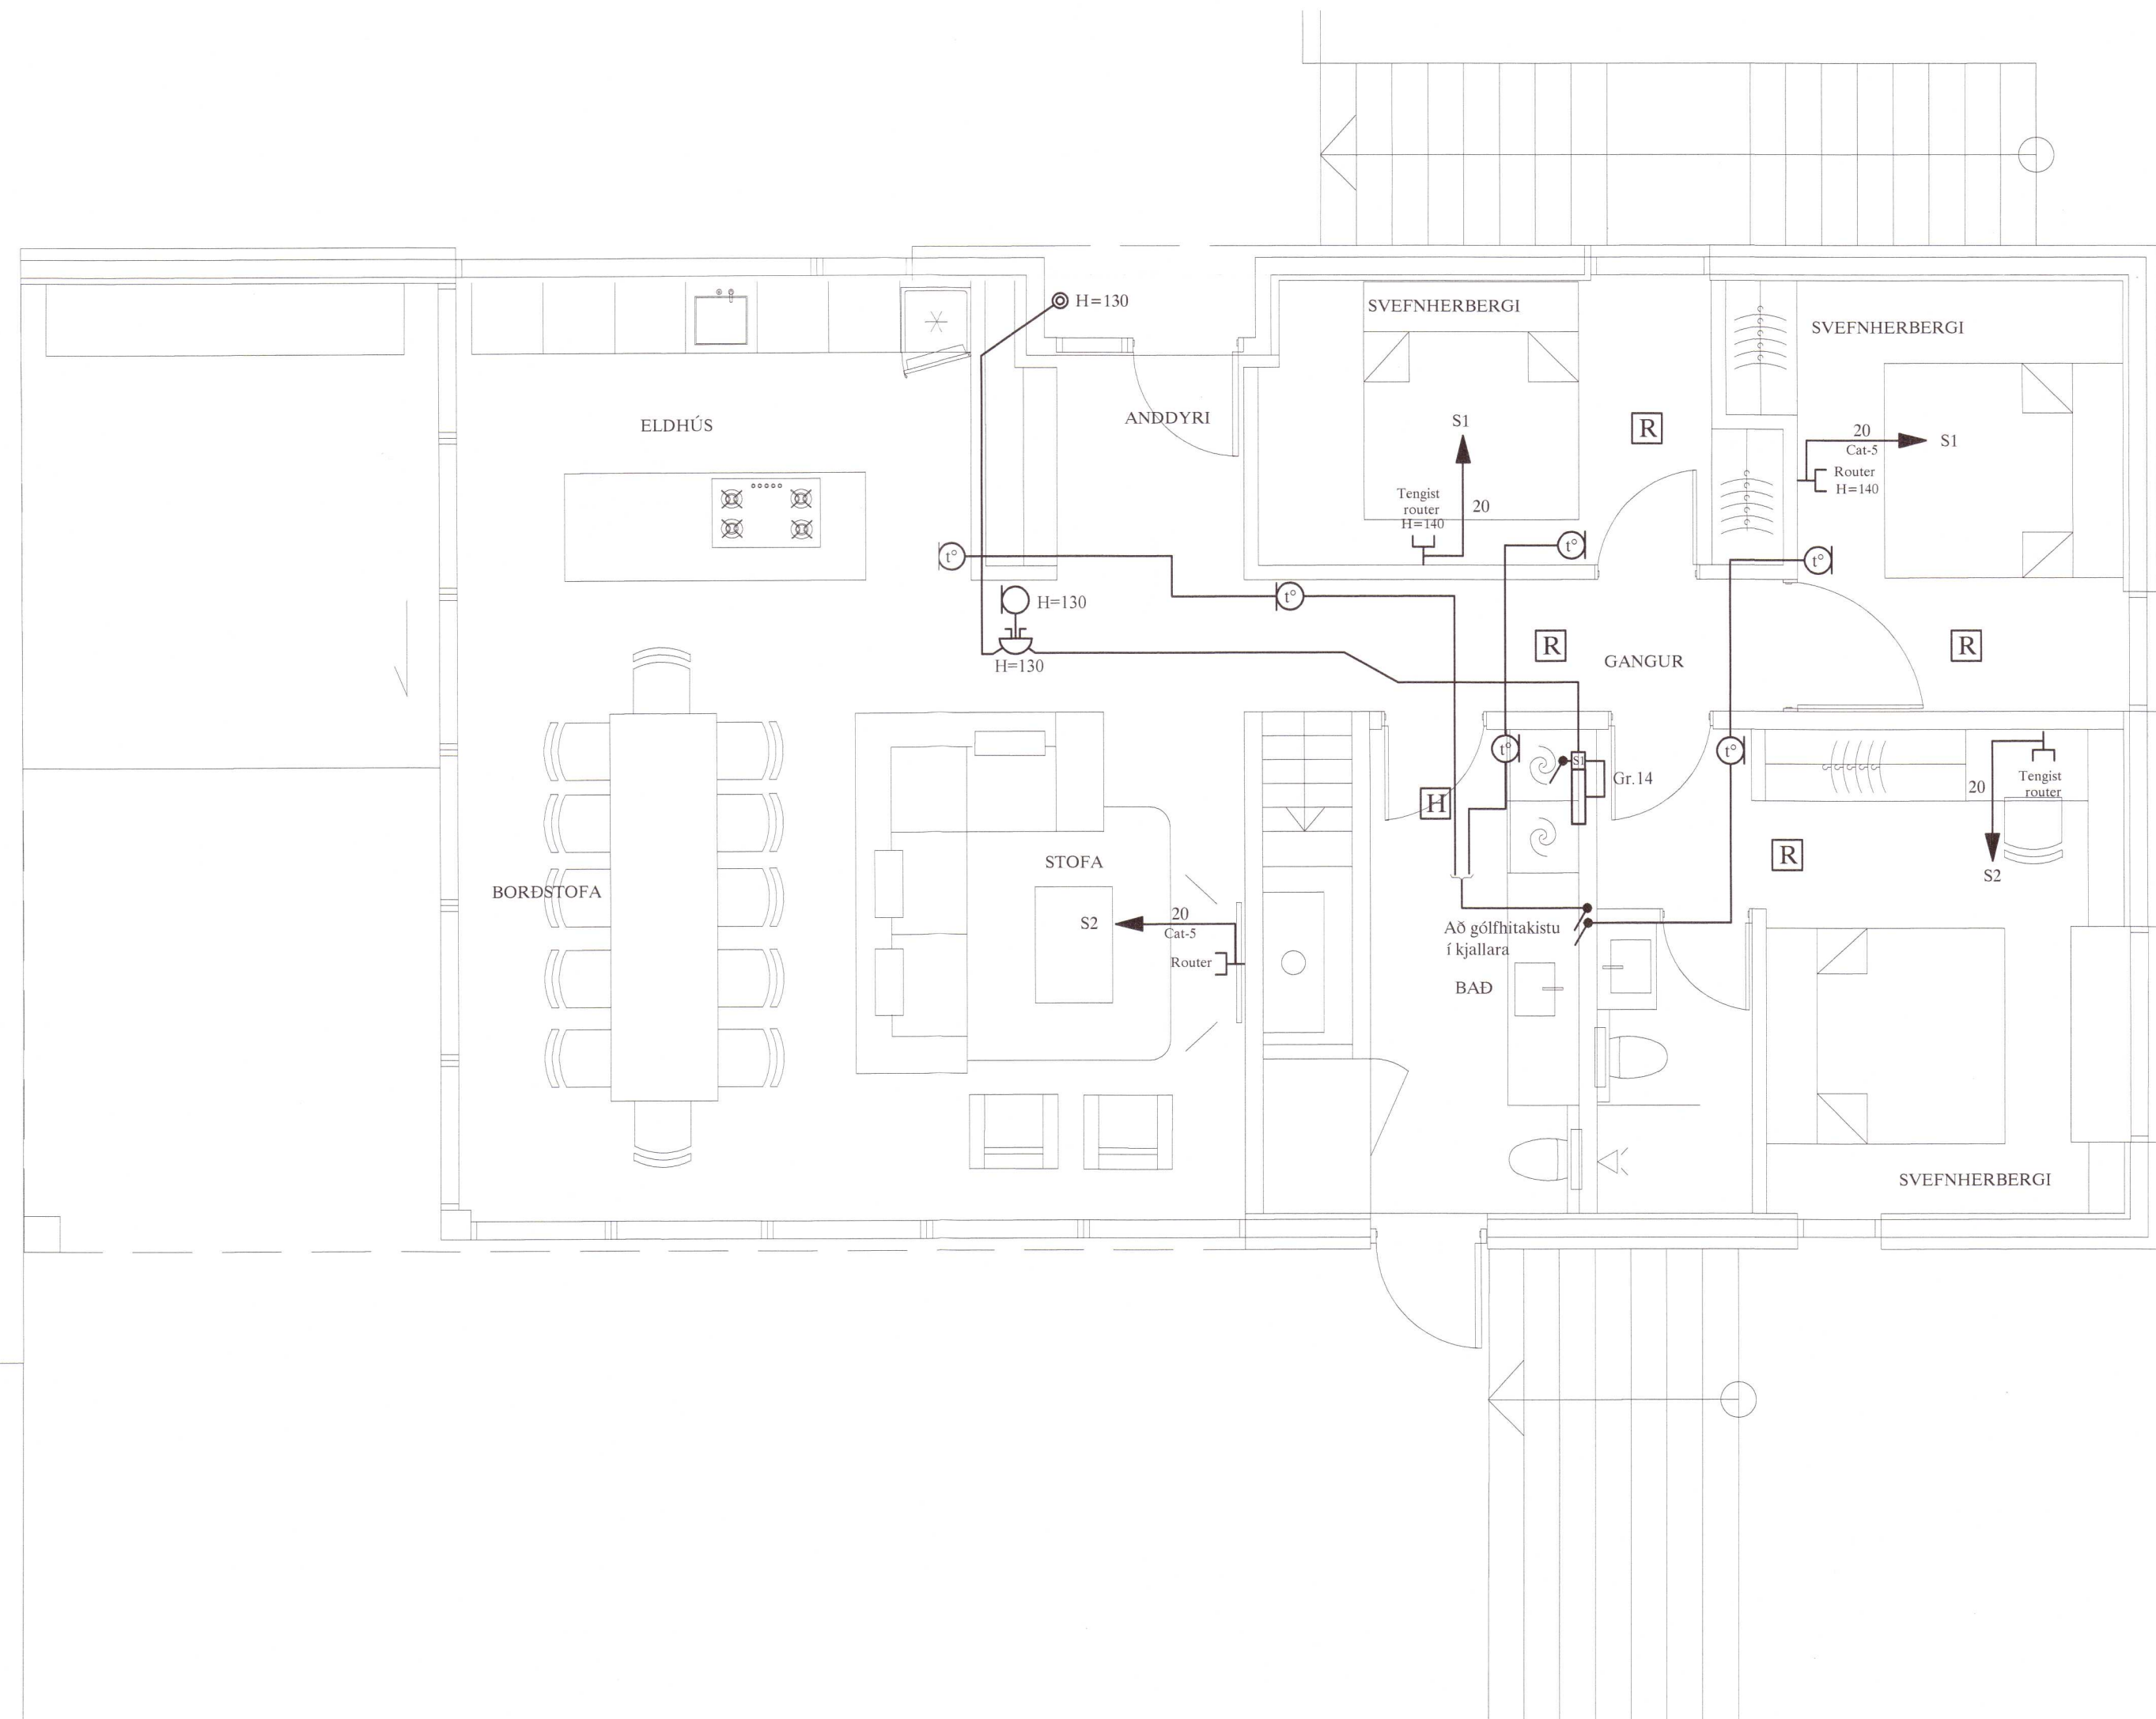 H=130
SVEFNHERBERGI
SVEFNHERBERGI
ELDHÚS
ANDDYRI
S1
R
20
Cat-5
S1
Router
H=140
Tengist
router
H=140
20
t°
t°
t°
t°
H=130
H=130
R
GANGUR
R
t°
t°
S1
Gr.14
H
20
Tengist
router
STOFA
R
S2
BORÐSTOFA
S2
20
Cat-5
Router
Að gólfhitakistu
í kjallara
BAÐ
SVEFNHERBERGI